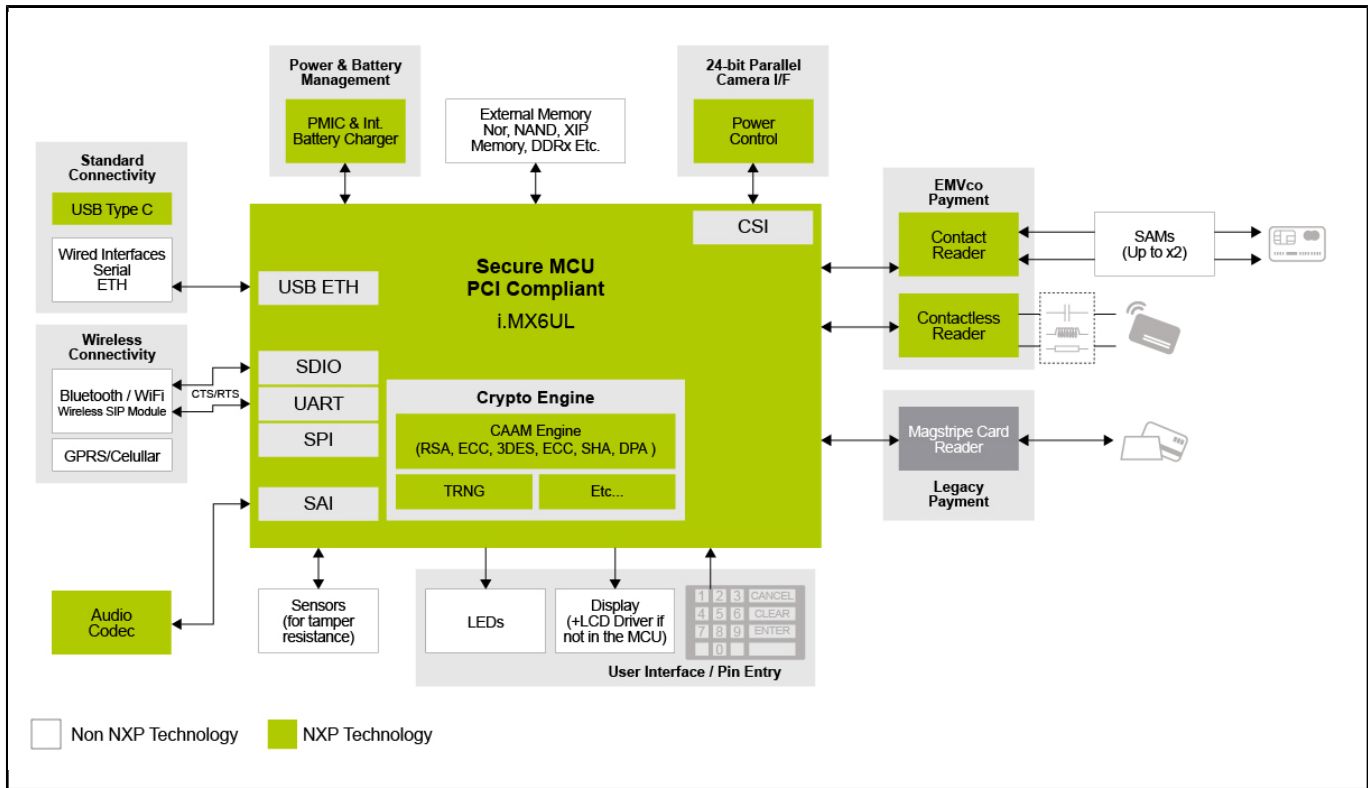 Power & Battery
Management
PMIC & Int.
Battery Charger
External Memory
Nor, NAND, XIP
Memory, DDRx Etc.
24-bit Parallel
Camera I/F
Power
Control
Standard
Connectivity
USB Type C
Wired Interfaces
Serial
ETH
Wireless
Connectivity
Bluetooth / WiFi
Wireless SIP Module
GPRS/Celullar
CTS/RTS
Audio
Codec
USB ETH
SDIO
UART
SPI
SAI
CSI
Secure MCU
PCI Compliant
i.MX6UL
Crypto Engine
CAAM Engine
(RSA, ECC, 3DES, ECC, SHA, DPA )
TRNG
Etc...
EMVco
Payment
Contact
Reader
SAMs
(Up to x2)
Contactless
Reader
Magstripe Card
Reader
Legacy
Payment
Sensors
(for tamper
resistance)
LEDs
Display
(+LCD Driver if
not in the MCU)
1 2 3 CANCEL
4 5 6 CLEAR
7 8 9 ENTER
0
User Interface / Pin Entry
Non NXP Technology
NXP Technology